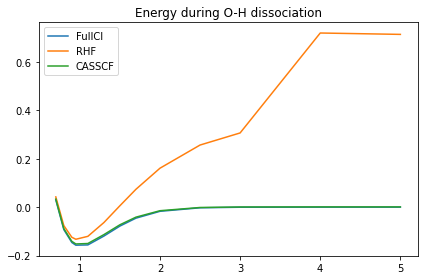 Energy during O-H dissociation
FullCI
RHF
CASSCF
0.6
0.4
0.2
0.0
−0.2
1
2
3
4
5